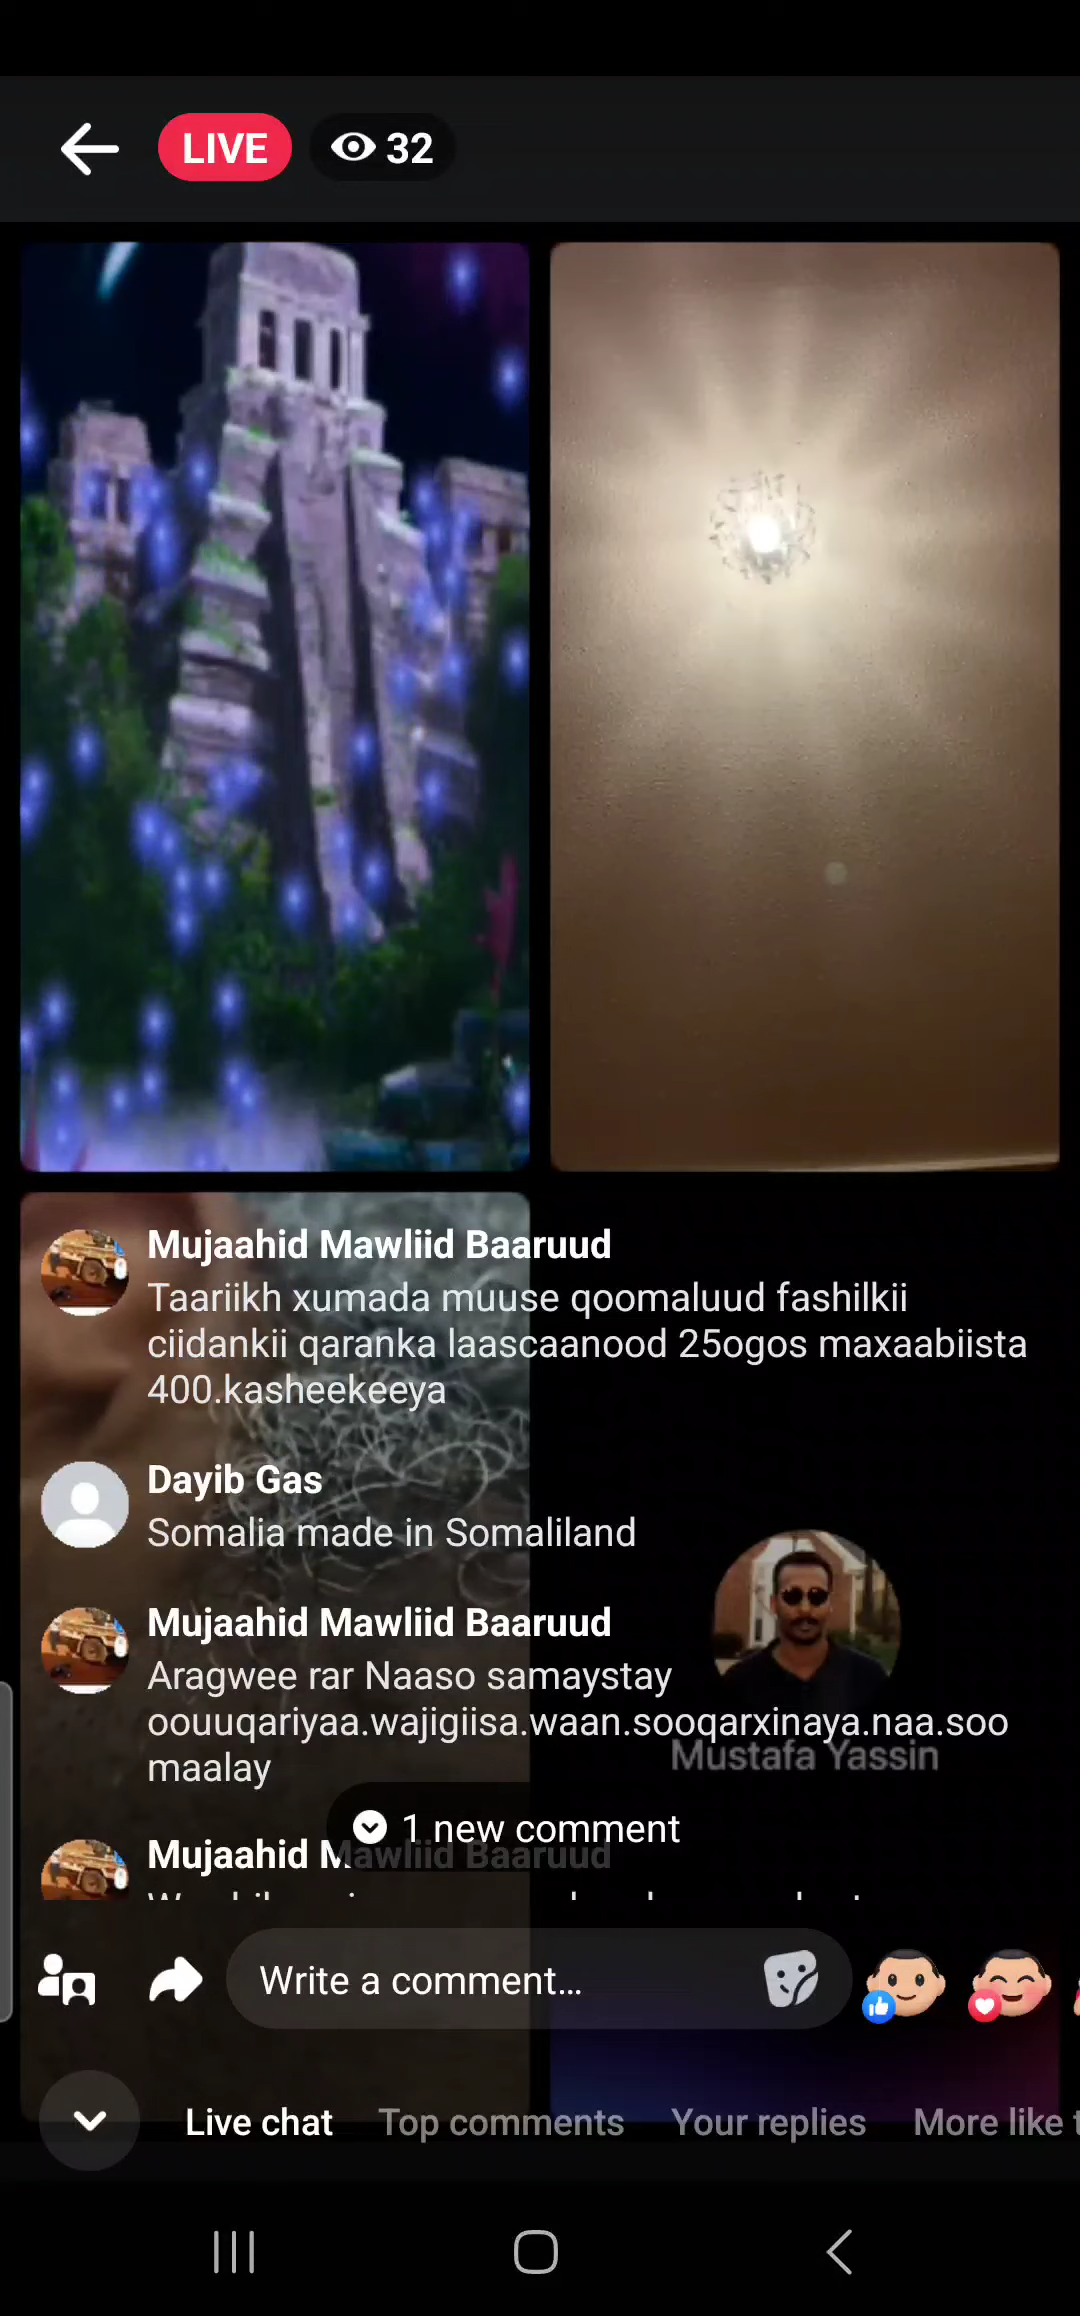 LIVE
32
Mujaahid Mawliid Baaruud
Taariikh xumada muuse qoomaluud fashilkii
ciidankii qaranka laascaanood 25ogos maxaabiista
400.kasheekeeya
Dayib Gas
Somalia made in Somaliland
Mujaahid Mawliid Baaruud
Aragwee rar Naaso samaystay
oouuqariyaa.wajigiisa.waan.sooqarxinaya.naa.soo
maalay
Mustafa Yassin
1 new comment
Mujaahid Mawliid Baaruud
Write a comment...
Live chat
Top comments
Your replies
More like